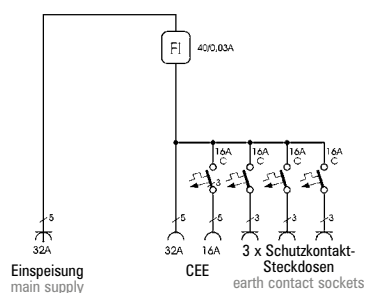 FI 40/0,03A
16A 16A 16A 16A
C C C C
3
5 5 5 3 3 3
32A 32A 16A
Einspeisung
main supply
CEE
3 x Schutzkontakt-
Steckdosen
earth contact sockets